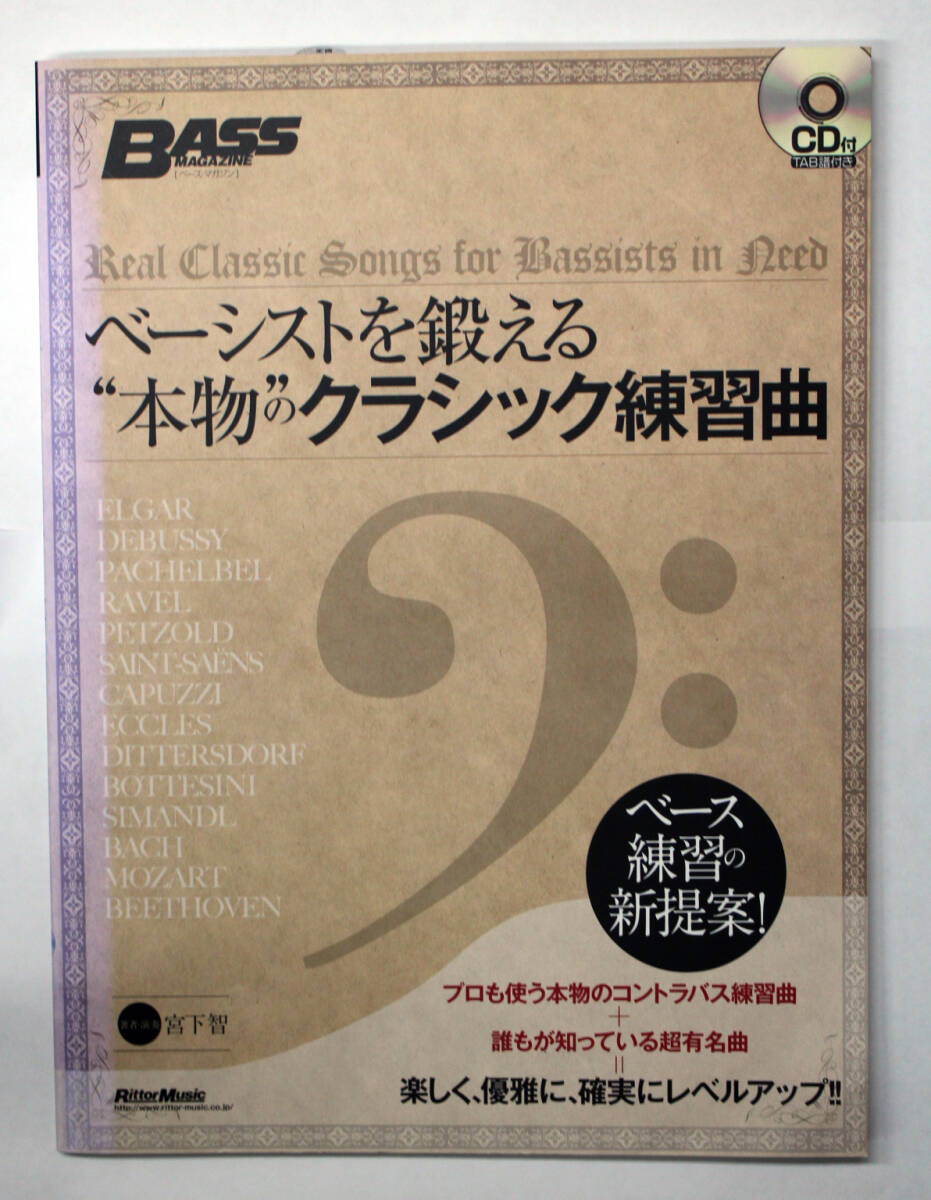 BASS
MAGAZINE
[ベース・マガジン]
CD付
TAB譜付き
Real Classic Songs for Bassists in Need
ベーシストを鍛える
“本物”のクラシック練習曲
ELGAR
DEBUSSY
PACHELBEL
RAVEL
PETZOLD
SAINT-SAËNS
CAPUZZI
ECCLES
DITTERSDORF
BOTTESINI
SIMANDL
BACH
MOZART
BEETHOVEN
ベース
練習の
新提案!
プロも使う本物のコントラバス練習曲
+
誰もが知っている超有名曲
=
楽しく、優雅に、確実にレベルアップ!!
著者・演奏 宮下智
RittorMusic
http://www.rittor-music.co.jp/